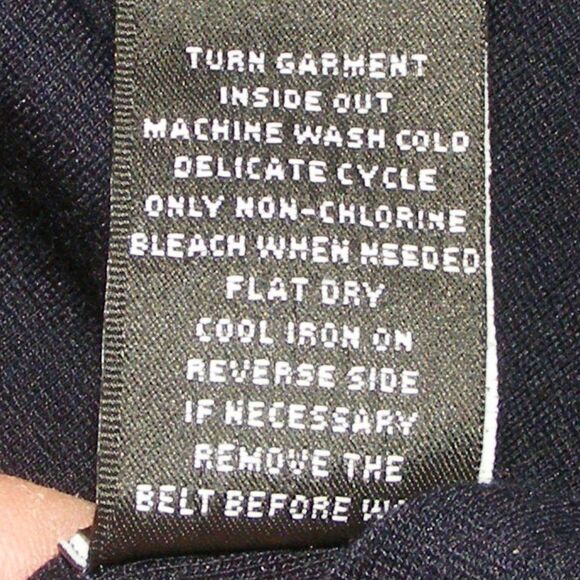 TURN GARMENT
INSIDE OUT
MACHINE WASH COLD
DELICATE CYCLE
ONLY NON-CHLORINE
BLEACH WHEN NEEDED
FLAT DRY
COOL IRON ON
REVERSE SIDE
IF NECESSARY
REMOVE THE
BELT BEFORE